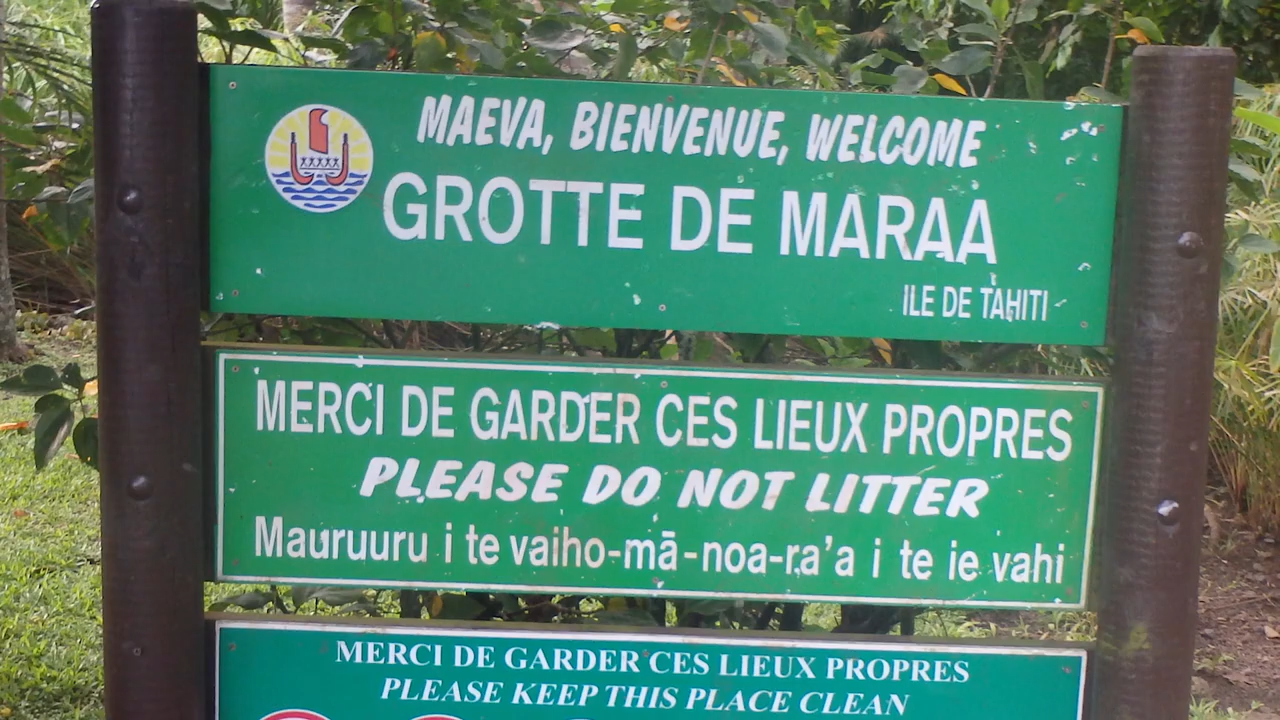 MAEVA, BIENVENUE, WELCOME
GROTTE DE MARAA
ILE DE TAHITI
MERCI DE GARDER CES LIEUX PROPRES
PLEASE DO NOT LITTER
Mauruuru i te vaiho-mā-noa-ra'a i te ie vahi
MERCI DE GARDER CES LIEUX PROPRES
PLEASE KEEP THIS PLACE CLEAN